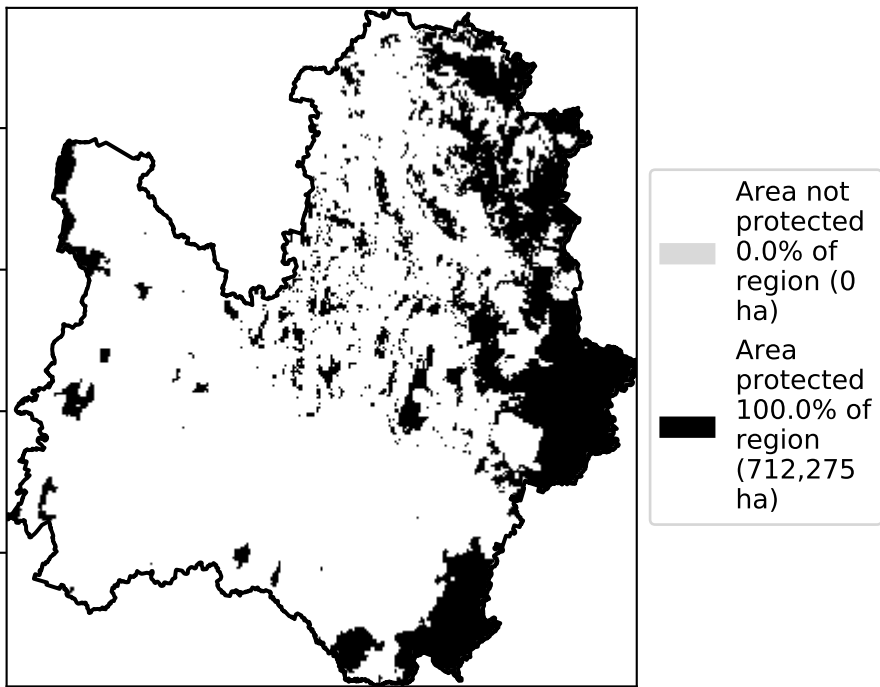 Area not
protected
0.0% of
region (0
ha)
Area
protected
100.0% of
region
(712,275
ha)